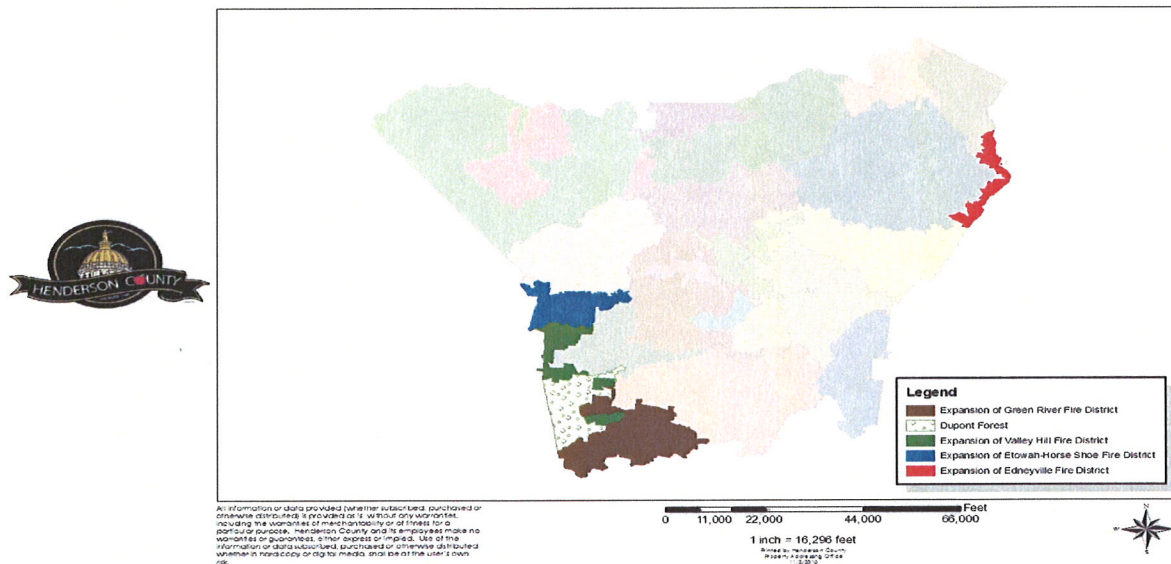 HENDERSON COUNTY
Legend
Expansion of Green River Fire District
Dupont Forest
Expansion of Valley Hill Fire District
Expansion of Etowah-Horse Shoe Fire District
Expansion of Edneyville Fire District
All information or data provided (whether subscribed, purchased or
otherwise distributed) is provided as is without any warranties,
including the warranties of merchantability or of fitness for a
particular purpose. Henderson County and its employees make no
warranties or guarantees, either express or implied. Use of the
information or data subscribed, purchased or otherwise distributed
whether in hard copy or digital media, shall be at the user's own
risk.
Feet
0 11,000 22,000 44,000 66,000
1 inch = 16,296 feet
Printed by Henderson County
Property Addressing Office
N
W